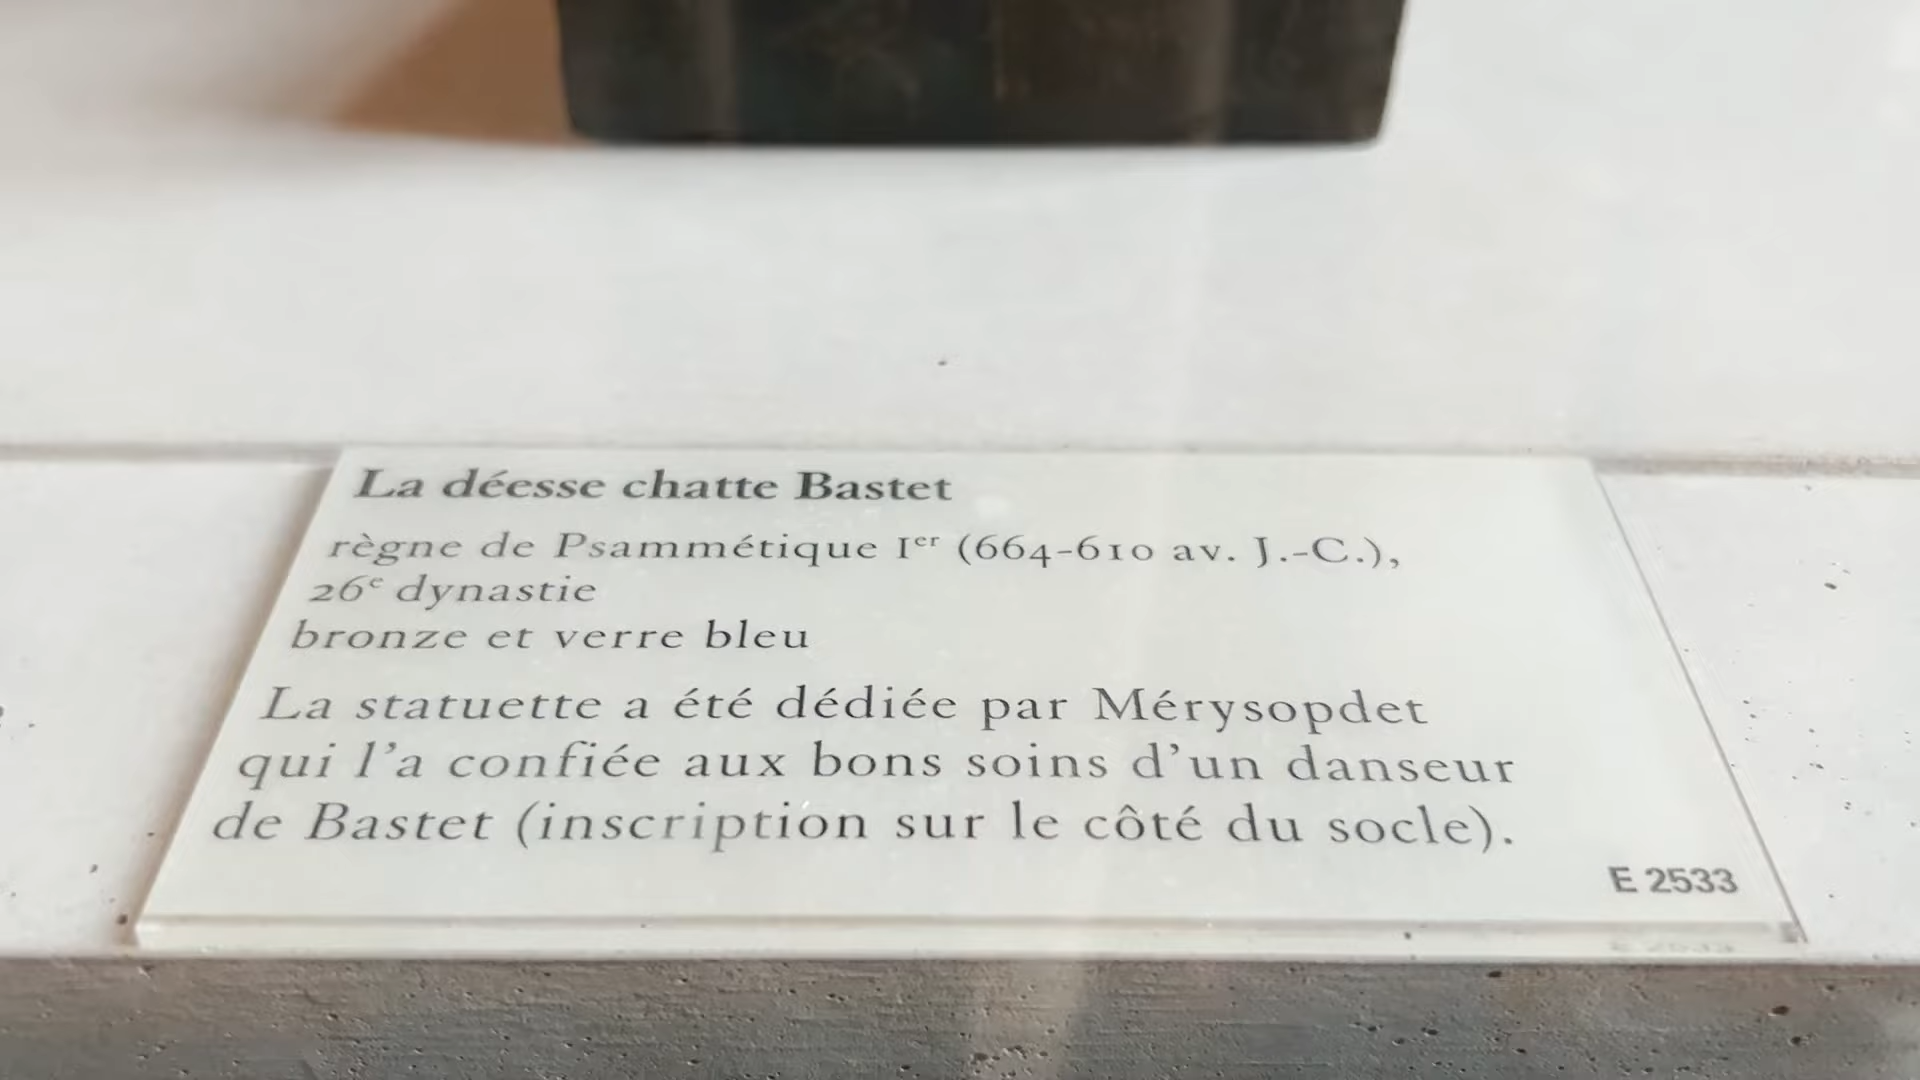 La déesse chatte Bastet
règne de Psammétique Iᵉʳ (664-610 av. J.-C.),
26ᵉ dynastie
bronze et verre bleu
La statuette a été dédiée par Mérysopdet
qui l’a confiée aux bons soins d’un danseur
de Bastet (inscription sur le côté du socle).
E 2533